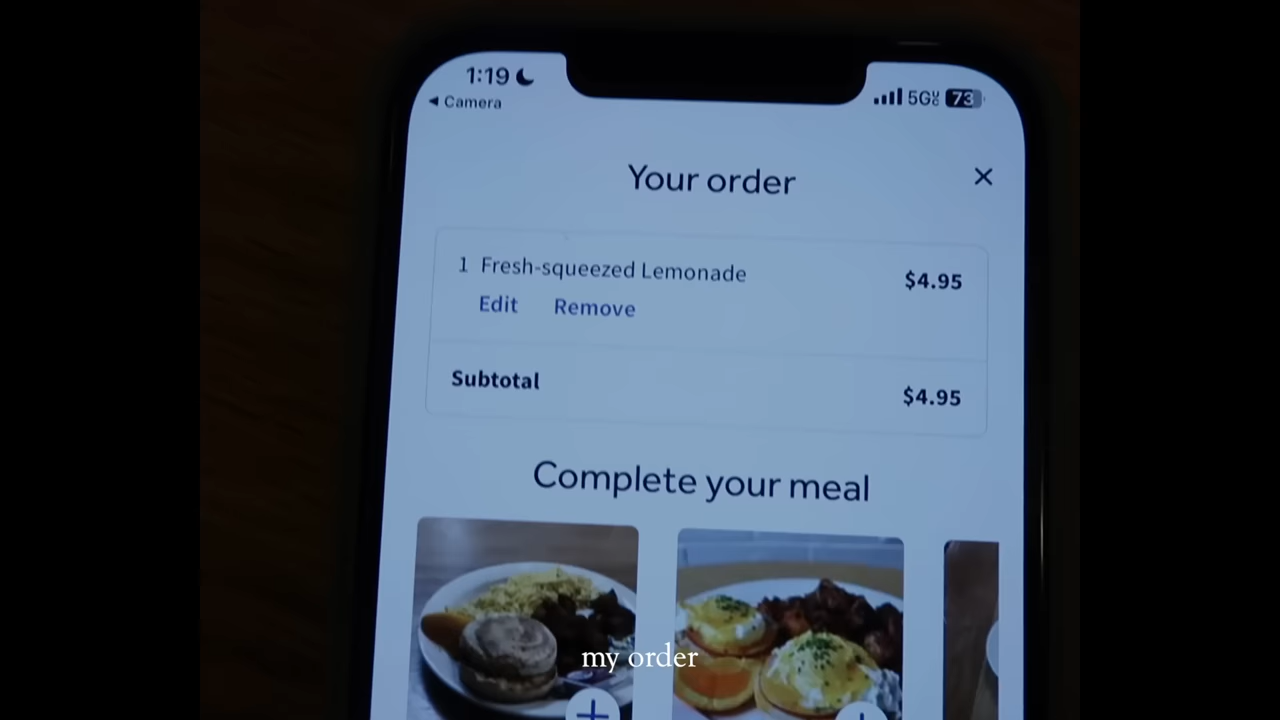 1:19
◀ Camera
5G
73
Your order
1 Fresh-squeezed Lemonade $4.95
Edit Remove
Subtotal $4.95
Complete your meal
my order